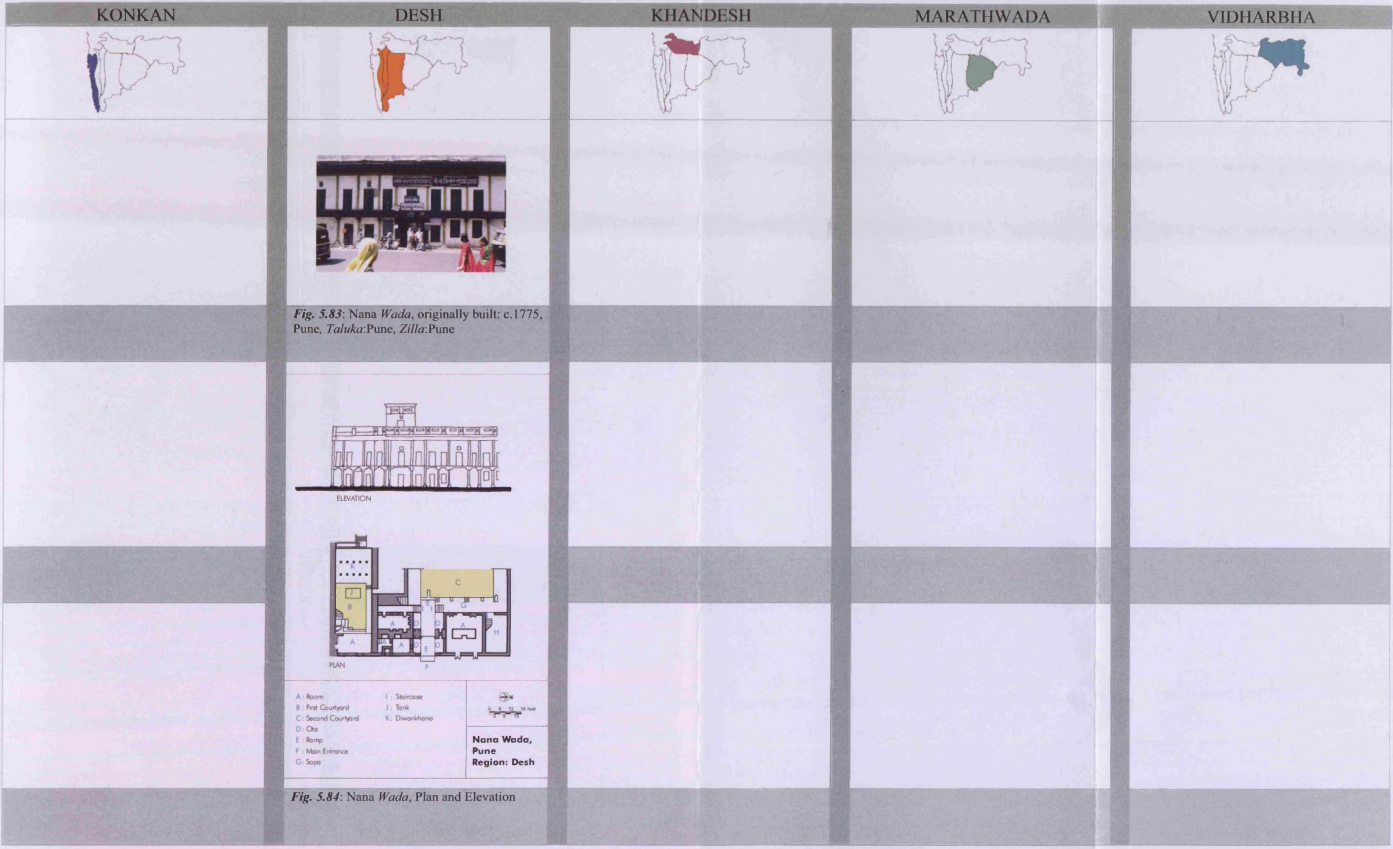 KONKAN
DESH
KHANDESH
MARATHWADA
VIDHARBHA
Fig. 5.83: Nana Wada, originally built: c.1775,
Pune, Taluka:Pune, Zilla:Pune
ELEVATION
K
J
B
A
C
E
I
G
A
D
D
A
H
A
A
D
E
D
F
PLAN
A : Room
B : First Courtyard
C : Second Courtyard
D : Ota
E : Ramp
F : Main Entrance
G: Sopa
I : Staircase
J : Tank
K : Diwankhana
N
Nana Wada,
Pune
Region: Desh
Fig. 5.84: Nana Wada, Plan and Elevation